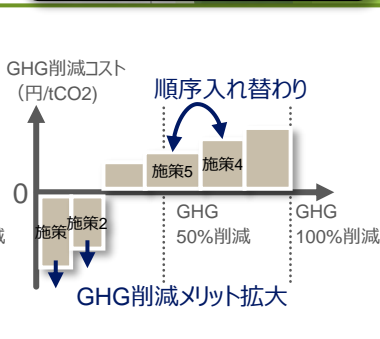 GHG削減コスト
（円/tCO2)
順序入れ替わり
0
施策5
施策4
施策
施策2
GHG
50%削減
GHG
100%削減
減
GHG削減メリット拡大